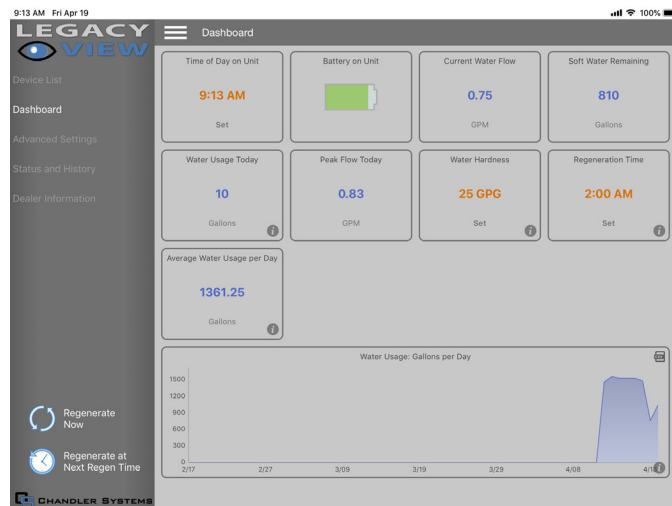 9:13 AM Fri Apr 19
100%
LEGACY
VIEW
Device List
Dashboard
Advanced Settings
Status and History
Dealer Information
Regenerate
Now
Regenerate at
Next Regen Time
CHANDLER SYSTEMS
Dashboard
Time of Day on Unit
9:13 AM
Set
Battery on Unit
Current Water Flow
0.75
GPM
Soft Water Remaining
810
Gallons
Water Usage Today
10
Gallons
i
Peak Flow Today
0.83
GPM
Water Hardness
25 GPG
Set
i
Regeneration Time
2:00 AM
Set
i
Average Water Usage per Day
1361.25
Gallons
i
Water Usage: Gallons per Day
1500
1200
900
600
300
0
2/17 2/27 3/09 3/19 3/29 4/08 4/18
i